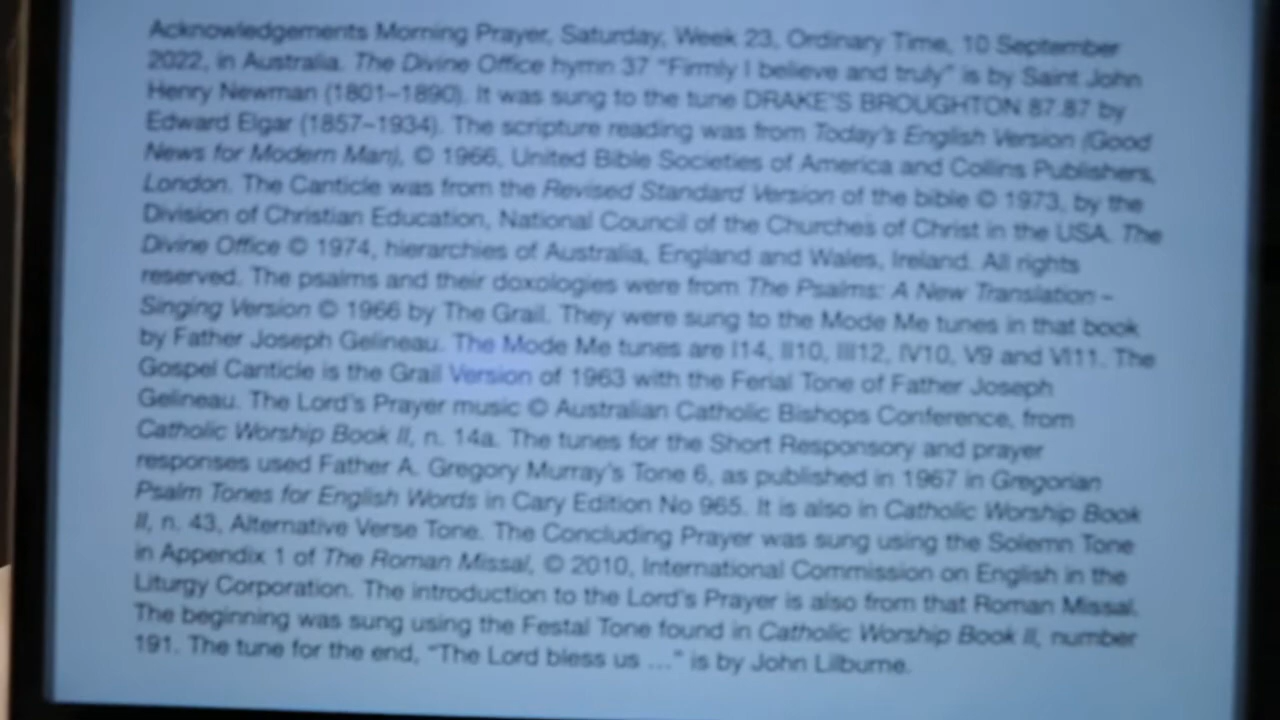 Acknowledgements Morning Prayer, Saturday, Week 23, Ordinary Time, 10 September
2022, in Australia. The Divine Office hymn 37 "Firmly I believe and truly" is by Saint John
Henry Newman (1801–1890). It was sung to the tune DRAKE'S BROUGHTON 87.87 by
Edward Elgar (1857–1934). The scripture reading was from Today's English Version (Good
News for Modern Man), © 1966, United Bible Societies of America and Collins Publishers,
London. The Canticle was from the Revised Standard Version of the bible © 1973, by the
Division of Christian Education, National Council of the Churches of Christ in the USA. The
Divine Office © 1974, hierarchies of Australia, England and Wales, Ireland. All rights
reserved. The psalms and their doxologies were from The Psalms: A New Translation –
Singing Version © 1966 by The Grail. They were sung to the Mode Me tunes in that book
by Father Joseph Gelineau. The Mode Me tunes are I14, II10, III12, IV10, V9 and VI11. The
Gospel Canticle is the Grail Version of 1963 with the Ferial Tone of Father Joseph
Gelineau. The Lord's Prayer music © Australian Catholic Bishops Conference, from
Catholic Worship Book II, n. 14a. The tunes for the Short Responsory and prayer
responses used Father A. Gregory Murray's Tone 6, as published in 1967 in Gregorian
Psalm Tones for English Words in Cary Edition No 965. It is also in Catholic Worship Book
II, n. 43, Alternative Verse Tone. The Concluding Prayer was sung using the Solemn Tone
in Appendix 1 of The Roman Missal, © 2010, International Commission on English in the
Liturgy Corporation. The introduction to the Lord's Prayer is also from that Roman Missal.
The beginning was sung using the Festal Tone found in Catholic Worship Book II, number
191. The tune for the end, "The Lord bless us ..." is by John Lilburne.